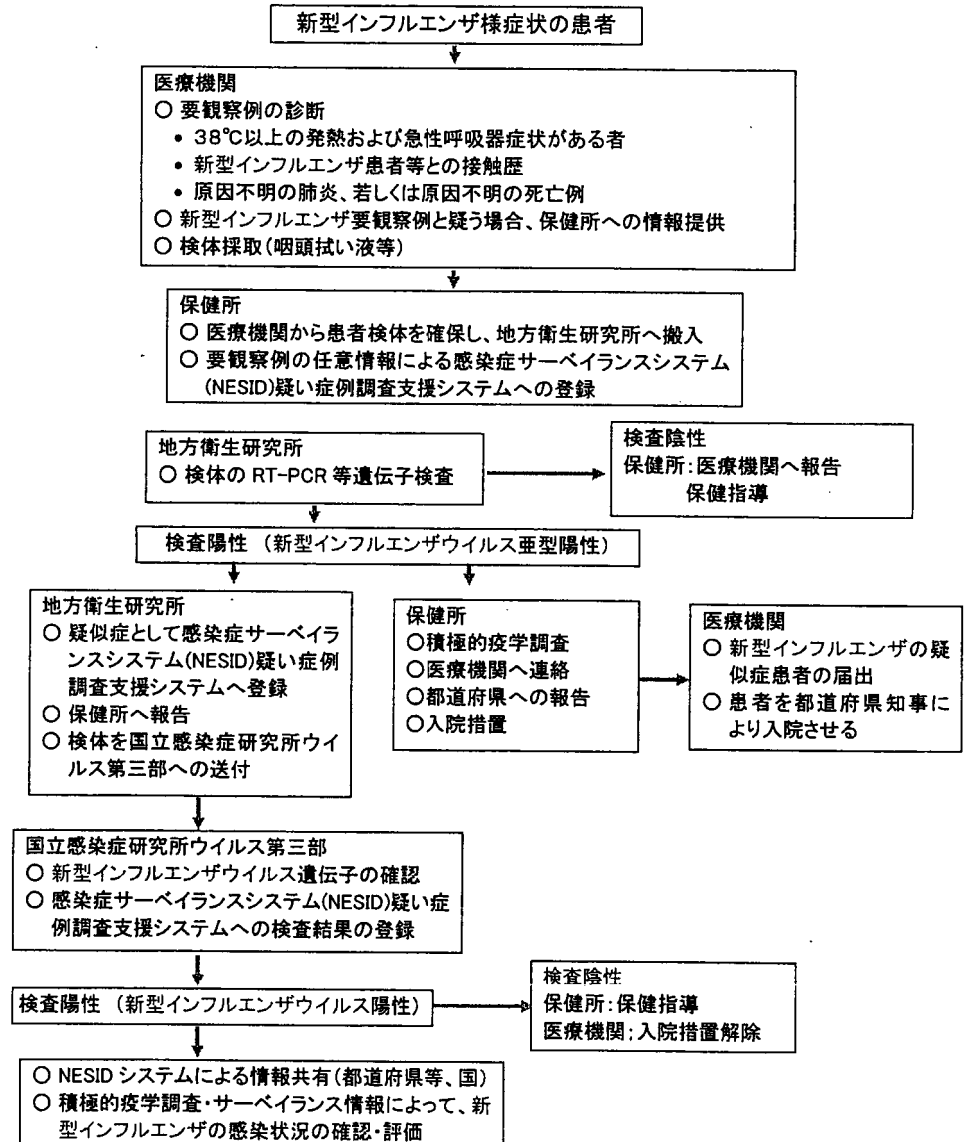 新型インフルエンザ様症状の患者
医療機関
○ 要観察例の診断
• 38℃以上の発熱および急性呼吸器症状がある者
• 新型インフルエンザ患者等との接触歴
• 原因不明の肺炎、若しくは原因不明の死亡例
○ 新型インフルエンザ要観察例と疑う場合、保健所への情報提供
○ 検体採取(咽頭拭い液等)
保健所
○ 医療機関から患者検体を確保し、地方衛生研究所へ搬入
○ 要観察例の任意情報による感染症サーベイランスシステム
(NESID)疑い症例調査支援システムへの登録
地方衛生研究所
○ 検体の RT-PCR 等遺伝子検査
検査陰性
保健所:医療機関へ報告
保健指導
検査陽性 (新型インフルエンザウイルス亜型陽性)
地方衛生研究所
○ 疑似症として感染症サーベイラ
ンスシステム(NESID)疑い症例
調査支援システムへ登録
○ 保健所へ報告
○ 検体を国立感染症研究所ウイ
ルス第三部への送付
保健所
○積極的疫学調査
○医療機関へ連絡
○都道府県への報告
○入院措置
医療機関
○ 新型インフルエンザの疑
似症患者の届出
○ 患者を都道府県知事に
より入院させる
国立感染症研究所ウイルス第三部
○ 新型インフルエンザウイルス遺伝子の確認
○ 感染症サーベイランスシステム(NESID)疑い症
例調査支援システムへの検査結果の登録
検査陽性 (新型インフルエンザウイルス陽性)
検査陰性
保健所:保健指導
医療機関;入院措置解除
○ NESID システムによる情報共有(都道府県等、国)
○ 積極的疫学調査・サーベイランス情報によって、新
型インフルエンザの感染状況の確認・評価